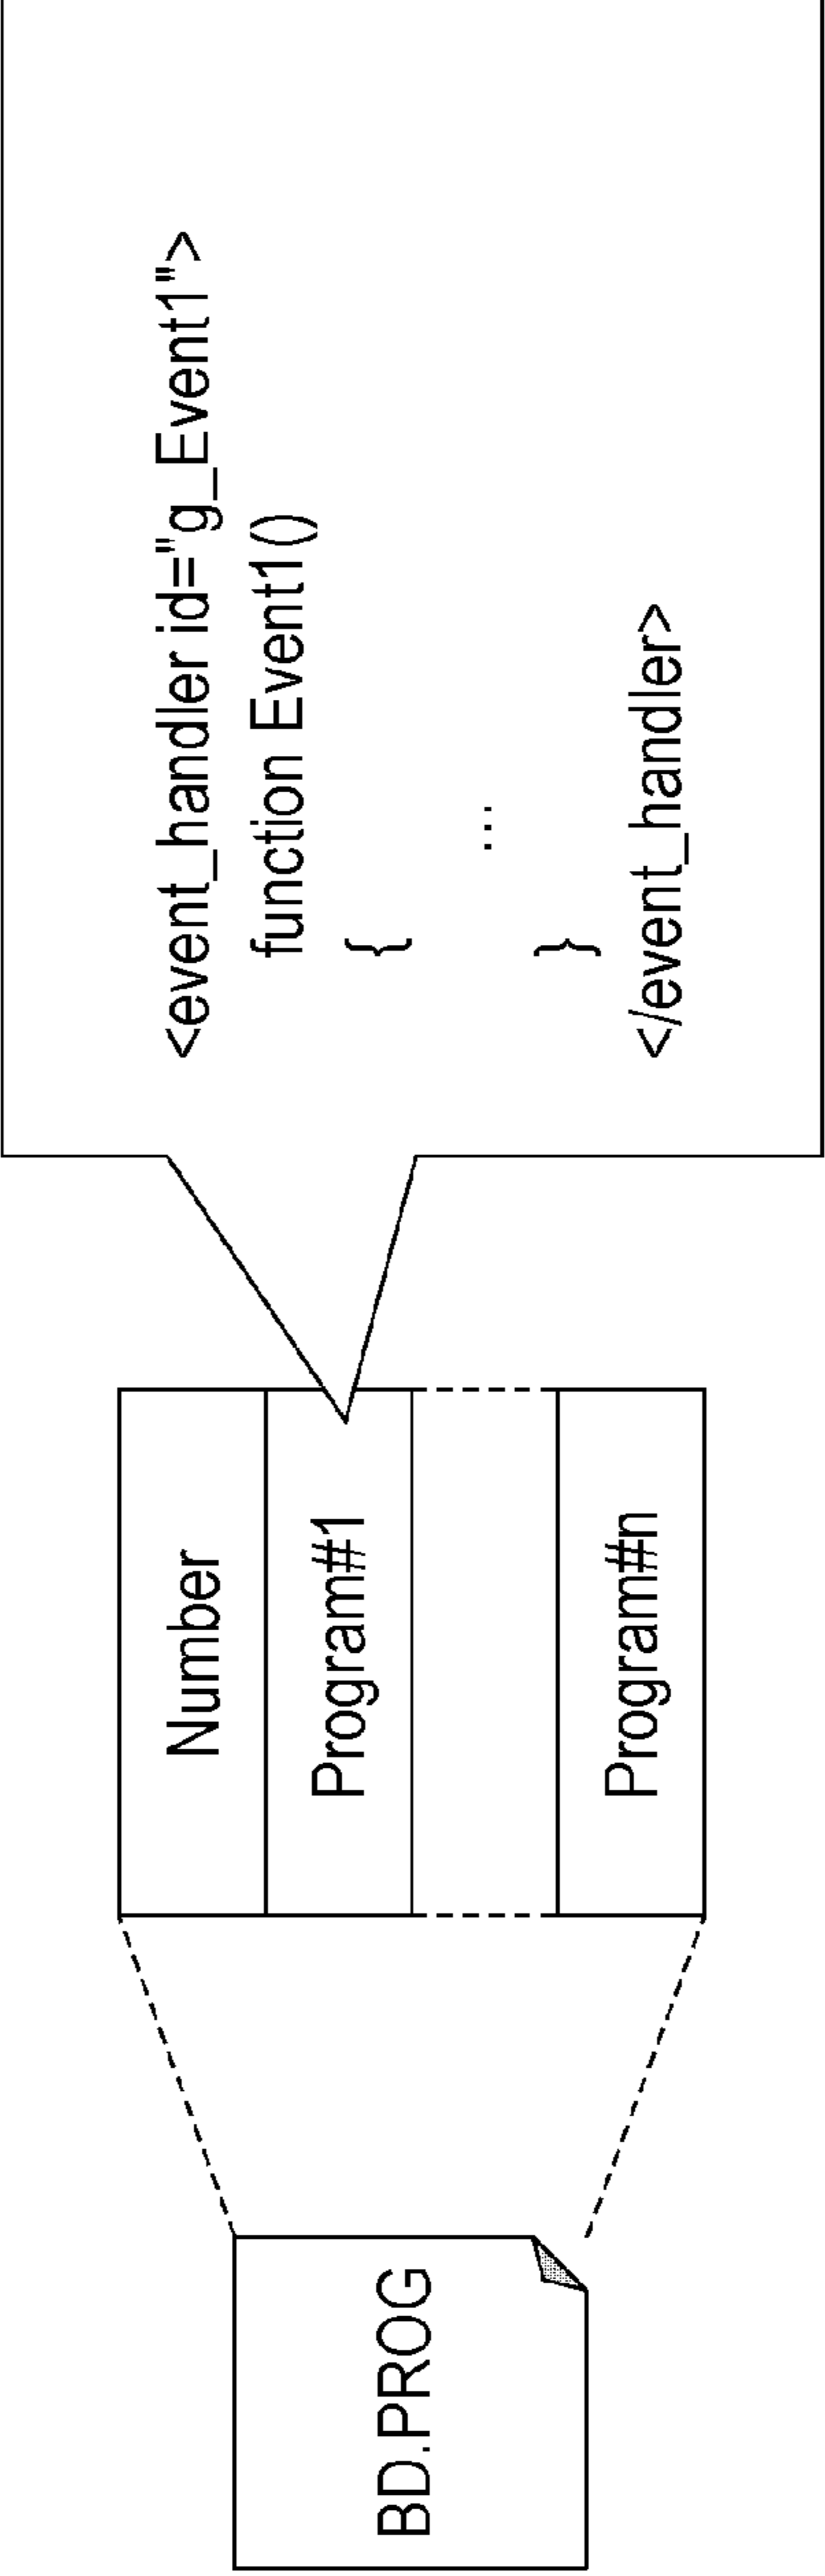 BD.PROG
Number
Program#1
Program#n
<event_handler id="g_Event1">
function Event1()
{
...
}
</event_handler>